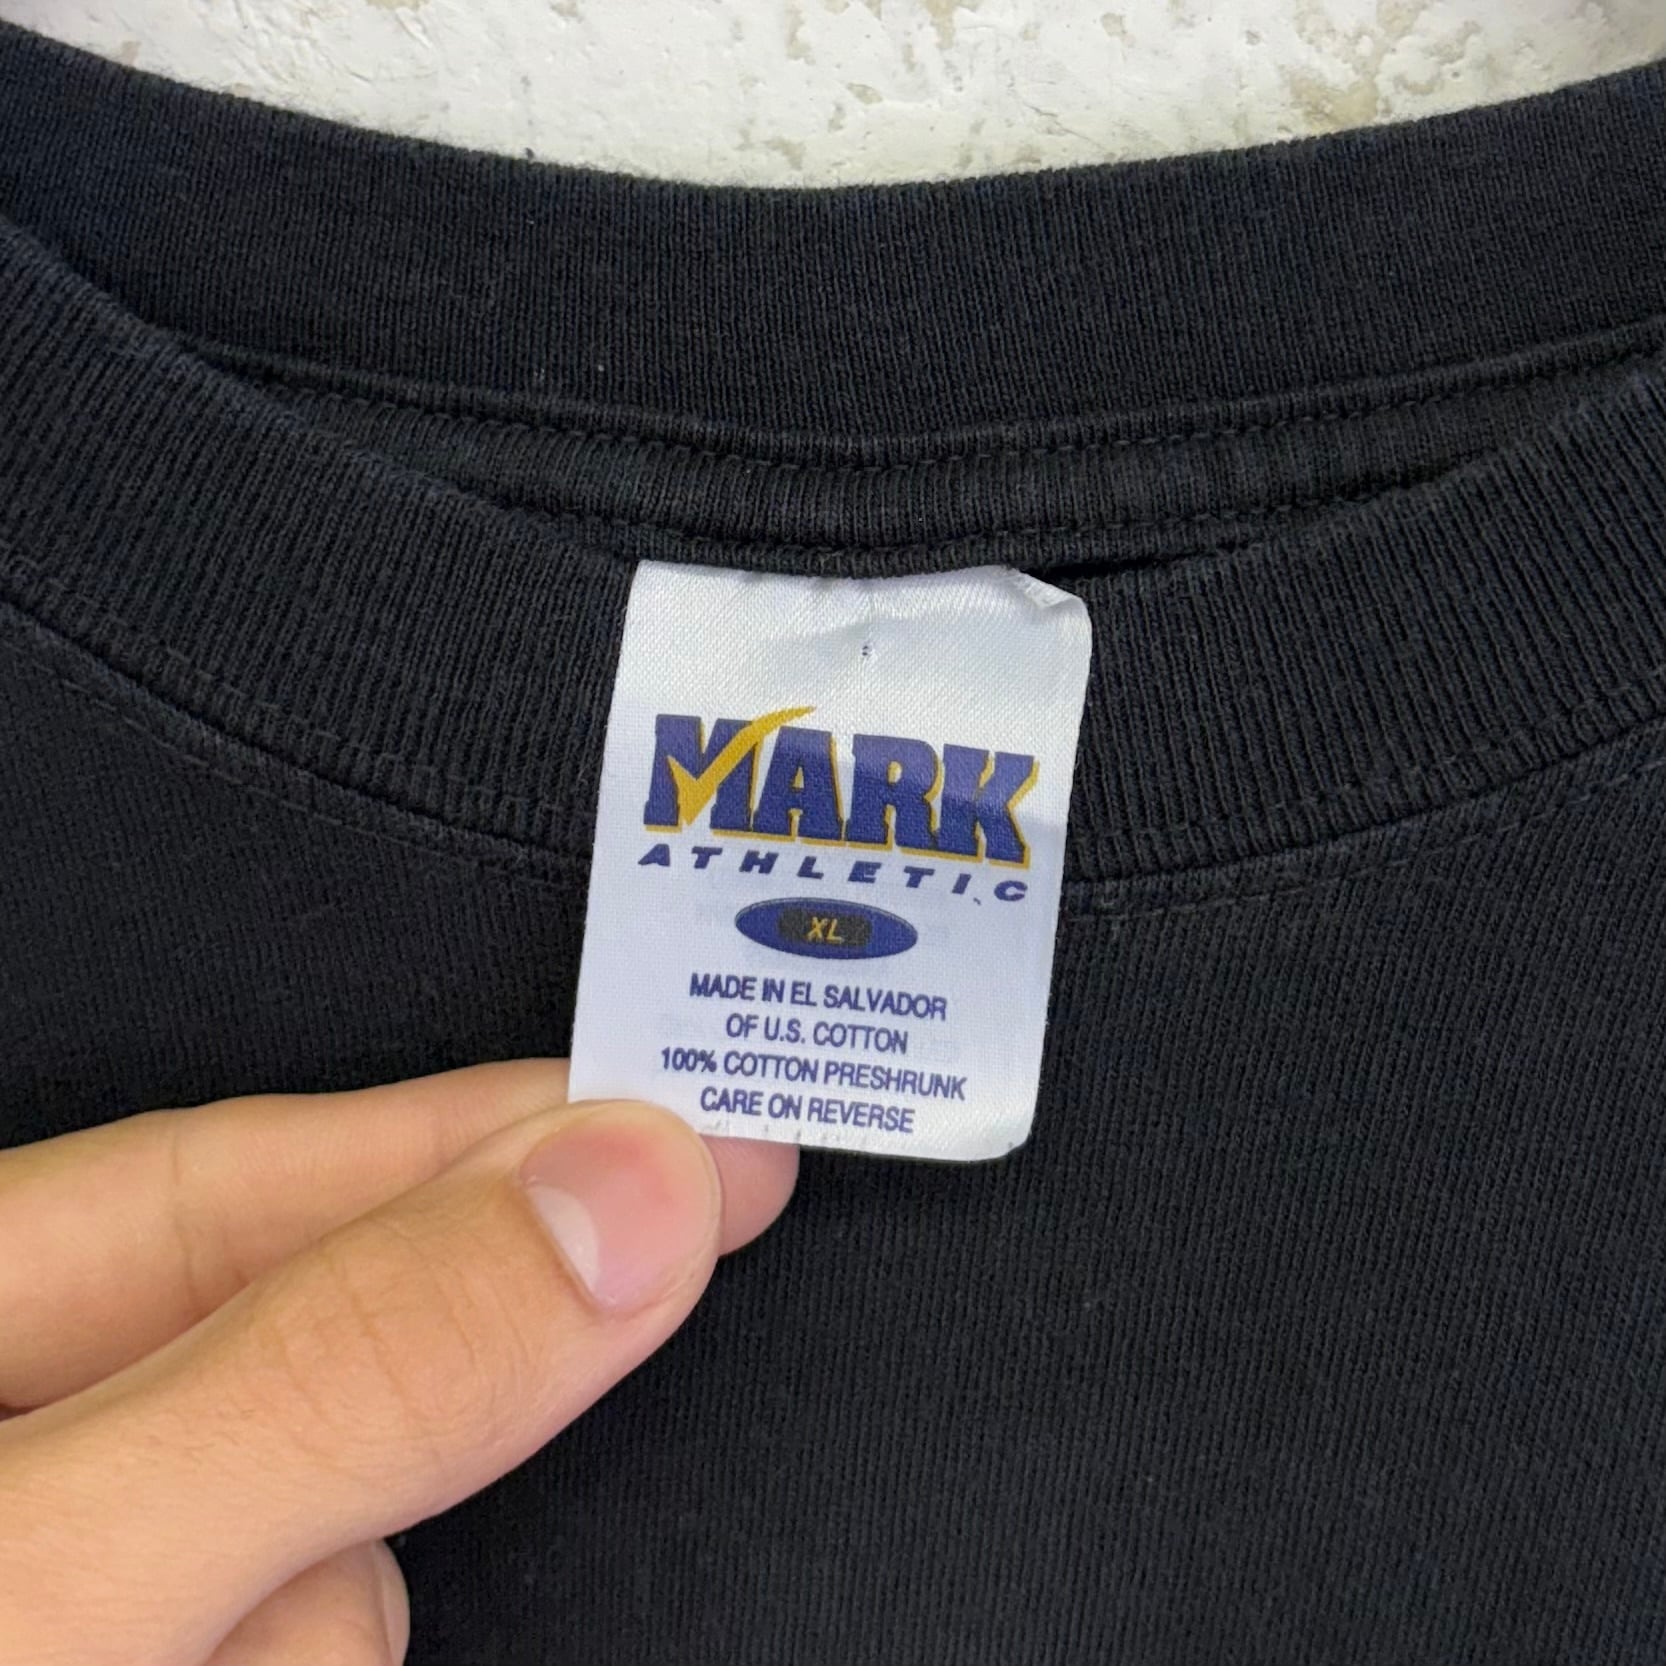 MARK
ATHLETIC
XL
MADE IN EL SALVADOR
OF U.S. COTTON
100% COTTON PRESHRUNK
CARE ON REVERSE